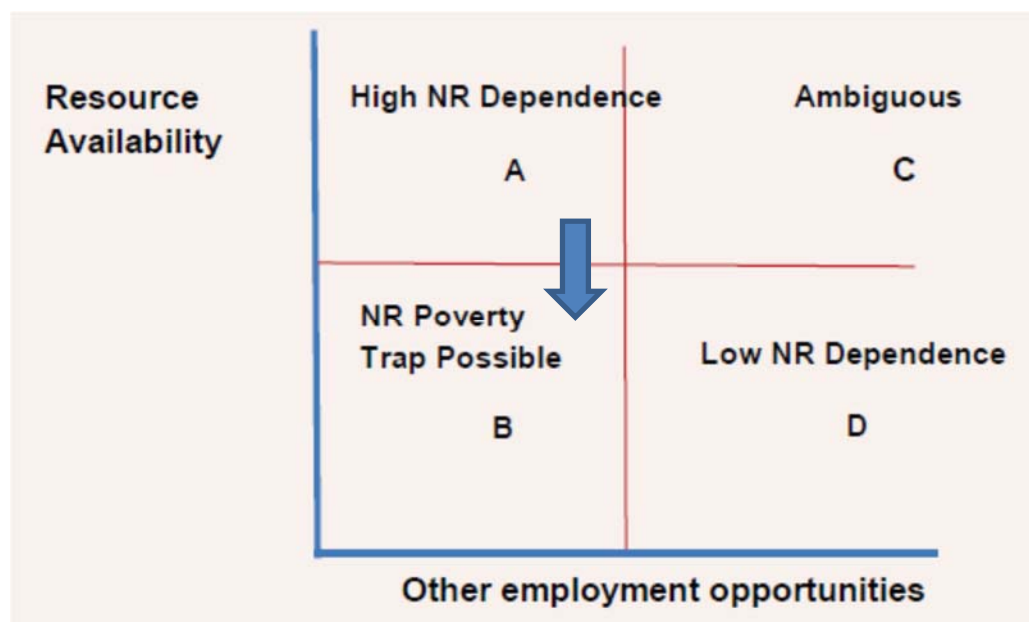 Resource
Availability
High NR Dependence
A
Ambiguous
C
NR Poverty
Trap Possible
B
Low NR Dependence
D
Other employment opportunities